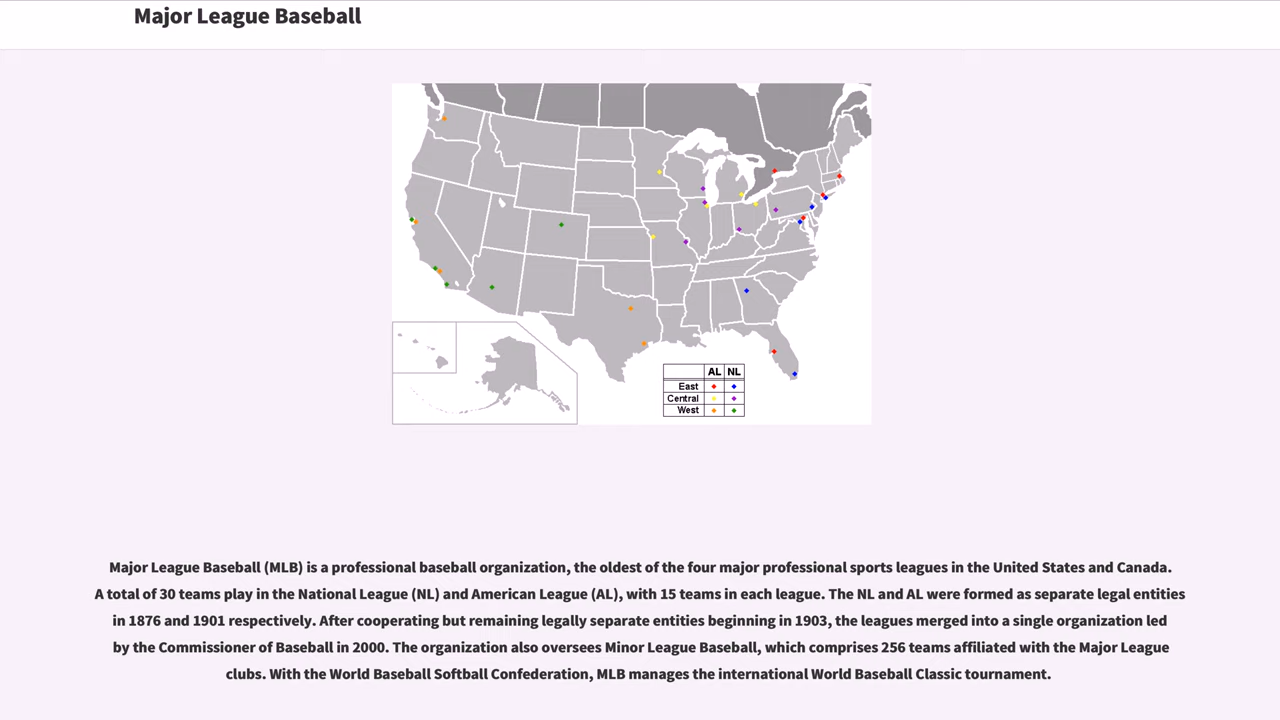 Major League Baseball
AL NL
East
Central
West
Major League Baseball (MLB) is a professional baseball organization, the oldest of the four major professional sports leagues in the United States and Canada.
A total of 30 teams play in the National League (NL) and American League (AL), with 15 teams in each league. The NL and AL were formed as separate legal entities
in 1876 and 1901 respectively. After cooperating but remaining legally separate entities beginning in 1903, the leagues merged into a single organization led
by the Commissioner of Baseball in 2000. The organization also oversees Minor League Baseball, which comprises 256 teams affiliated with the Major League
clubs. With the World Baseball Softball Confederation, MLB manages the international World Baseball Classic tournament.